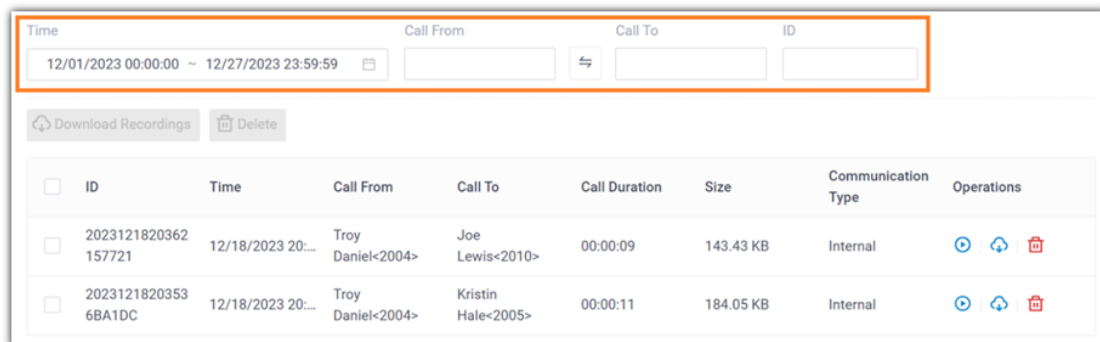 Time Call From Call To ID
12/01/2023 00:00:00 ~ 12/27/2023 23:59:59
Download Recordings Delete
ID Time Call From Call To Call Duration Size Communication Type Operations
2023121820362 12/18/2023 20:... Troy Joe 00:00:09 143.43 KB Internal
157721 Daniel<2004> Lewis<2010>
2023121820353 12/18/2023 20:... Troy Kristin 00:00:11 184.05 KB Internal
6BA1DC Daniel<2004> Hale<2005>